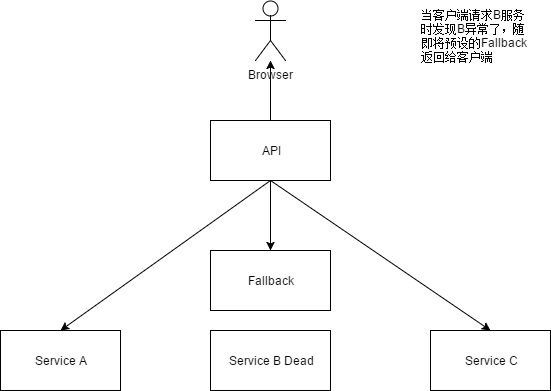 当客户端请求B服务
时发现B异常了，随
即将预设的Fallback
返回给客户端
Browser
API
Fallback
Service A
Service B Dead
Service C